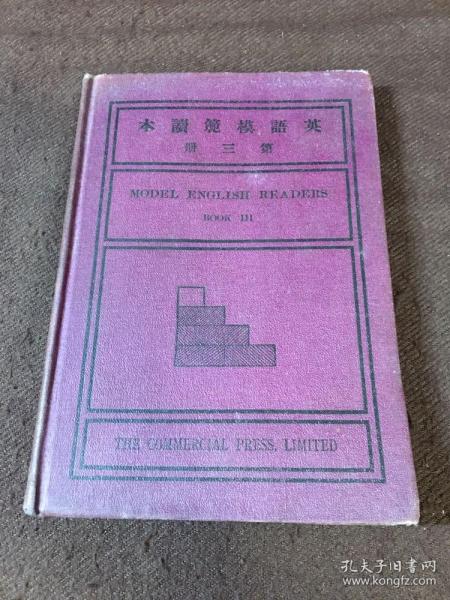 英語模範讀本
第三冊
MODEL ENGLISH READERS
BOOK III
THE COMMERCIAL PRESS, LIMITED
孔夫子旧书网
www.kongfz.com